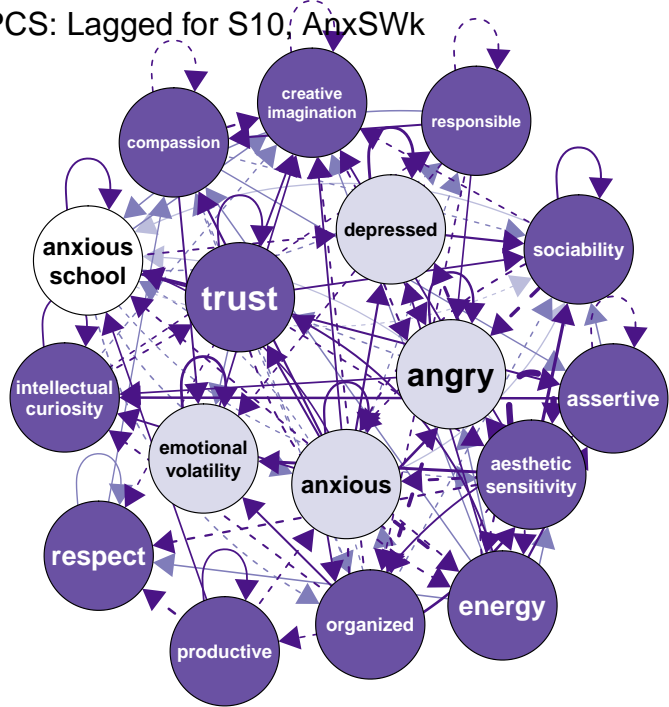 PCS: Lagged for S10, AnxSWk
creative
imagination
responsible
compassion
depressed
anxious
school
sociability
trust
angry
intellectual
curiosity
assertive
emotional
volatility
aesthetic
sensitivity
anxious
respect
energy
organized
productive